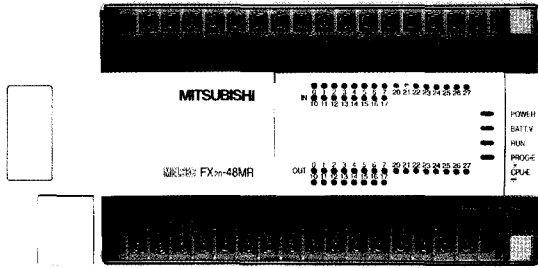 MITSUBISHI
IN 0 1 2 3 4 5 6 7 20 21 22 23 24 25 26 27
10 11 12 13 14 15 16 17
POWER
BATT.V
RUN
PROG-E
CPU-E
FX2N-48MR
OUT 0 1 2 3 4 5 6 7 20 21 22 23 24 25 26 27
10 11 12 13 14 15 16 17